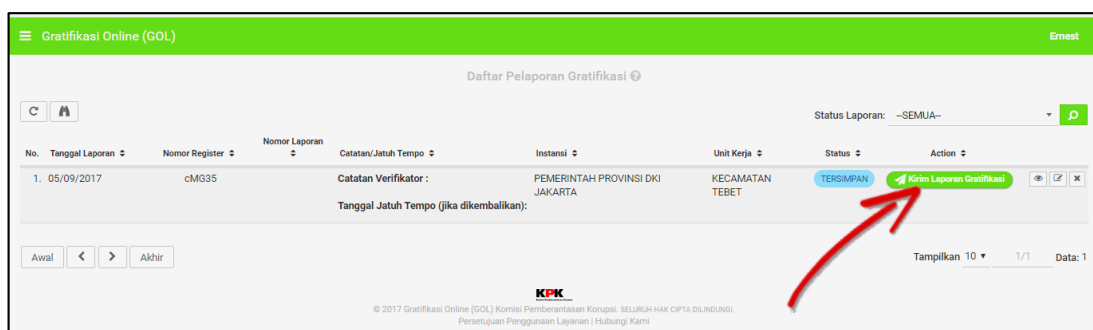 Gratifikasi Online (GOL) Ernest
Daftar Pelaporan Gratifikasi
Status Laporan: --SEMUA--
No. Tanggal Laporan Nomor Register Nomor Laporan Catatan/Jatuh Tempo Instansi Unit Kerja Status Action
1. 05/09/2017 cMG35 Catatan Verifikator : PEMERINTAH PROVINSI DKI KECAMATAN TERSIMPAN Kirim Laporan Gratifikasi
JAKARTA TEBET
Tanggal Jatuh Tempo (jika dikembalikan):
Awal < > Akhir Tampilkan 10 1/1 Data: 1
KPK
© 2017 Gratifikasi Online (GOL) Komisi Pemberantasan Korupsi. SELURUH HAK CIPTA DILINDUNGI.
Persetujuan Penggunaan Layanan | Hubungi Kami